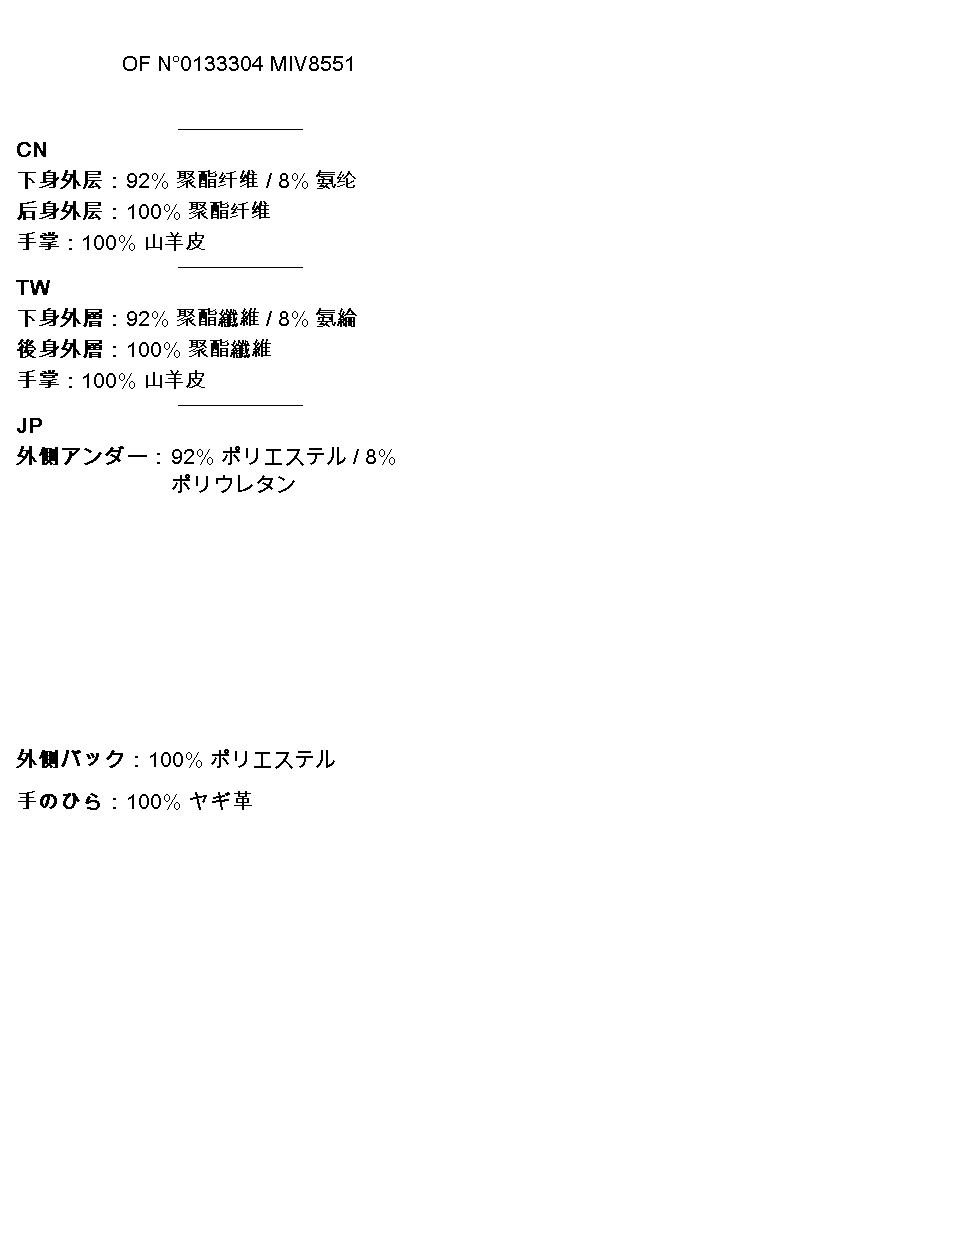 OF N°0133304 MIV8551
CN
下身外层：92% 聚酯纤维 / 8% 氨纶
后身外层：100% 聚酯纤维
手掌：100% 山羊皮
TW
下身外層：92% 聚酯纖維 / 8% 氨綸
後身外層：100% 聚酯纖維
手掌：100% 山羊皮
JP
外側アンダー：92% ポリエステル / 8%
ポリウレタン
外側バック：100% ポリエステル
手のひら：100% ヤギ革